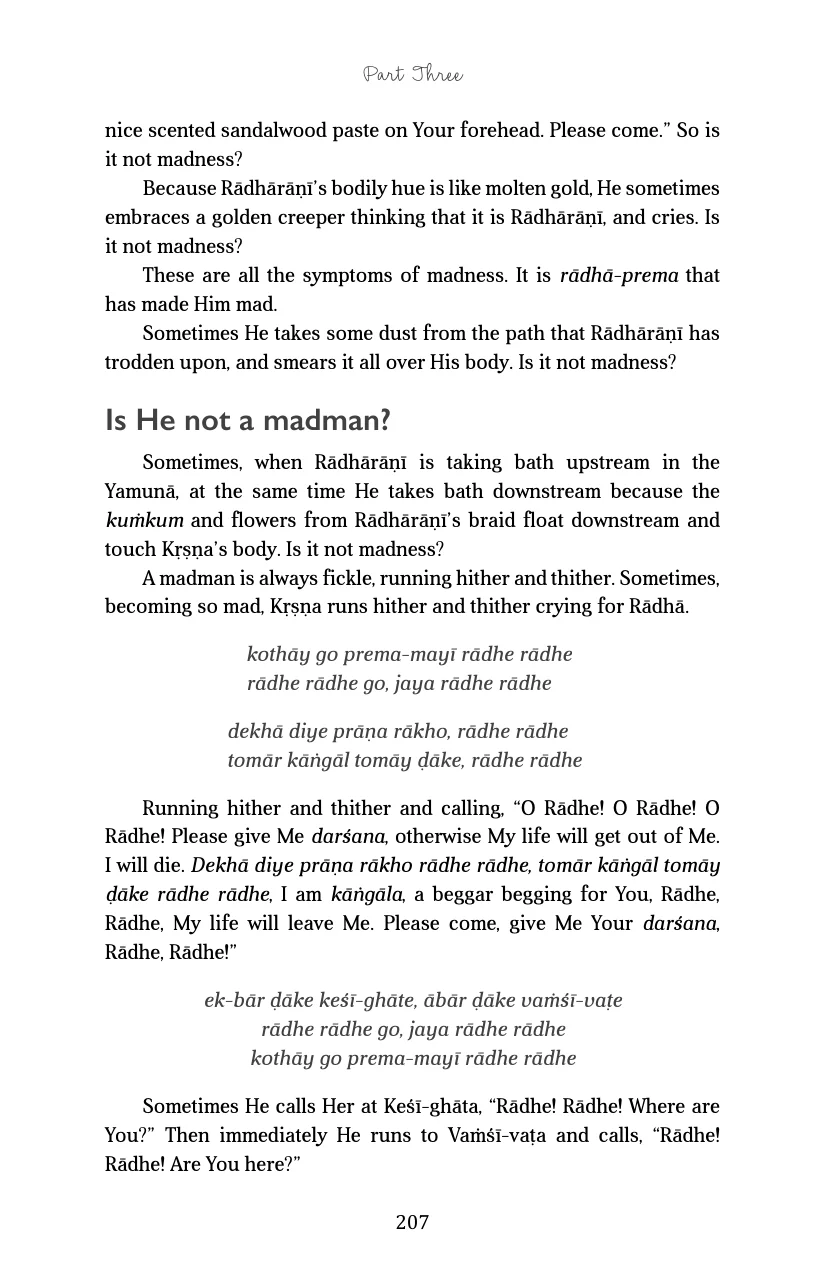 Part Three
nice scented sandalwood paste on Your forehead. Please come.” So is
it not madness?
Because Rādhārāṇī’s bodily hue is like molten gold, He sometimes
embraces a golden creeper thinking that it is Rādhārāṇī, and cries. Is
it not madness?
These are all the symptoms of madness. It is rādhā-prema that
has made Him mad.
Sometimes He takes some dust from the path that Rādhārāṇī has
trodden upon, and smears it all over His body. Is it not madness?
Is He not a madman?
Sometimes, when Rādhārāṇī is taking bath upstream in the
Yamunā, at the same time He takes bath downstream because the
kuṁkum and flowers from Rādhārāṇī’s braid float downstream and
touch Kṛṣṇa’s body. Is it not madness?
A madman is always fickle, running hither and thither. Sometimes,
becoming so mad, Kṛṣṇa runs hither and thither crying for Rādhā.
kothāy go prema-mayī rādhe rādhe
rādhe rādhe go, jaya rādhe rādhe
dekhā diye prāṇa rākho, rādhe rādhe
tomār kāṅgāl tomāy ḍāke, rādhe rādhe
Running hither and thither and calling, “O Rādhe! O Rādhe! O
Rādhe! Please give Me darśana, otherwise My life will get out of Me.
I will die. Dekhā diye prāṇa rākho rādhe rādhe, tomār kāṅgāl tomāy
ḍāke rādhe rādhe, I am kāṅgāla, a beggar begging for You, Rādhe,
Rādhe, My life will leave Me. Please come, give Me Your darśana,
Rādhe, Rādhe!”
ek-bār ḍāke keśī-ghāte, ābār ḍāke vaṁśī-vaṭe
rādhe rādhe go, jaya rādhe rādhe
kothāy go prema-mayī rādhe rādhe
Sometimes He calls Her at Keśī-ghāta, “Rādhe! Rādhe! Where are
You?” Then immediately He runs to Vaṁśī-vaṭa and calls, “Rādhe!
Rādhe! Are You here?”
207